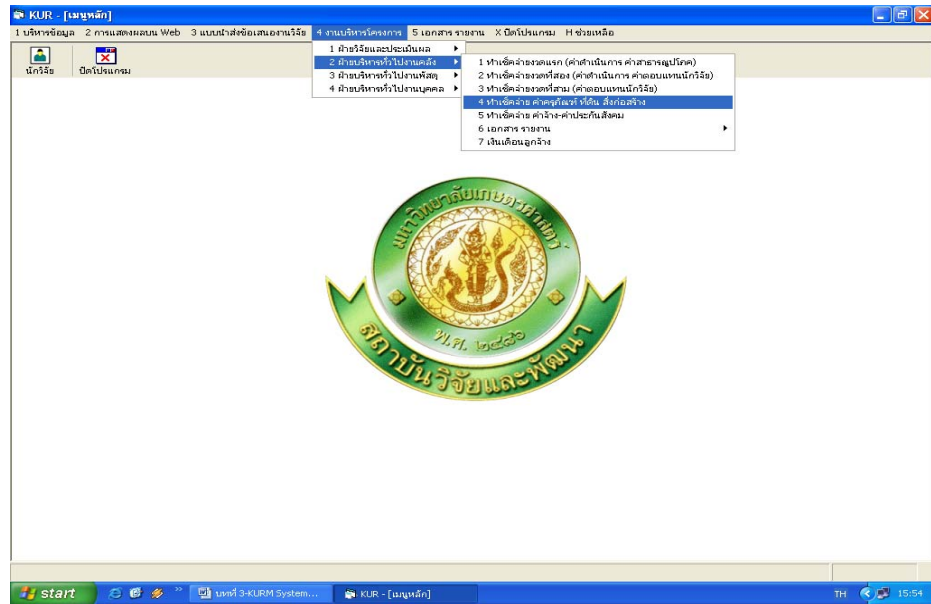 KUR - [เมนูหลัก]
1 บริหารข้อมูล 2 การแสดงผลบน Web 3 แบบนำส่งข้อเสนองานวิจัย 4 งานบริหารโครงการ 5 เอกสาร รายงาน X ปิดโปรแกรม H ช่วยเหลือ
นักวิจัย ปิดโปรแกรม
1 ฝ่ายวิจัยและประเมินผล
2 ฝ่ายบริหารทั่วไปงานคลัง
3 ฝ่ายบริหารทั่วไปงานพัสดุ
4 ฝ่ายบริหารทั่วไปงานบุคคล
1 ทำเช็คจ่ายงวดแรก (ค่าดำเนินการ ค่าสาธารณูปโภค)
2 ทำเช็คจ่ายงวดที่สอง (ค่าดำเนินการ ค่าตอบแทนนักวิจัย)
3 ทำเช็คจ่ายงวดที่สาม (ค่าตอบแทนนักวิจัย)
4 ทำเช็คจ่าย ค่าครุภัณฑ์ ที่ดิน สิ่งก่อสร้าง
5 ทำเช็คจ่าย ค่าจ้าง-ค่าประกันสังคม
6 เอกสาร รายงาน
7 เงินเดือนลูกจ้าง
มหาวิทยาลัยเกษตรศาสตร์
พ.ศ. ๒๔๘๖
สถาบันวิจัยและพัฒนา
start บทที่ 3-KURM System... KUR - [เมนูหลัก] TH 15:54